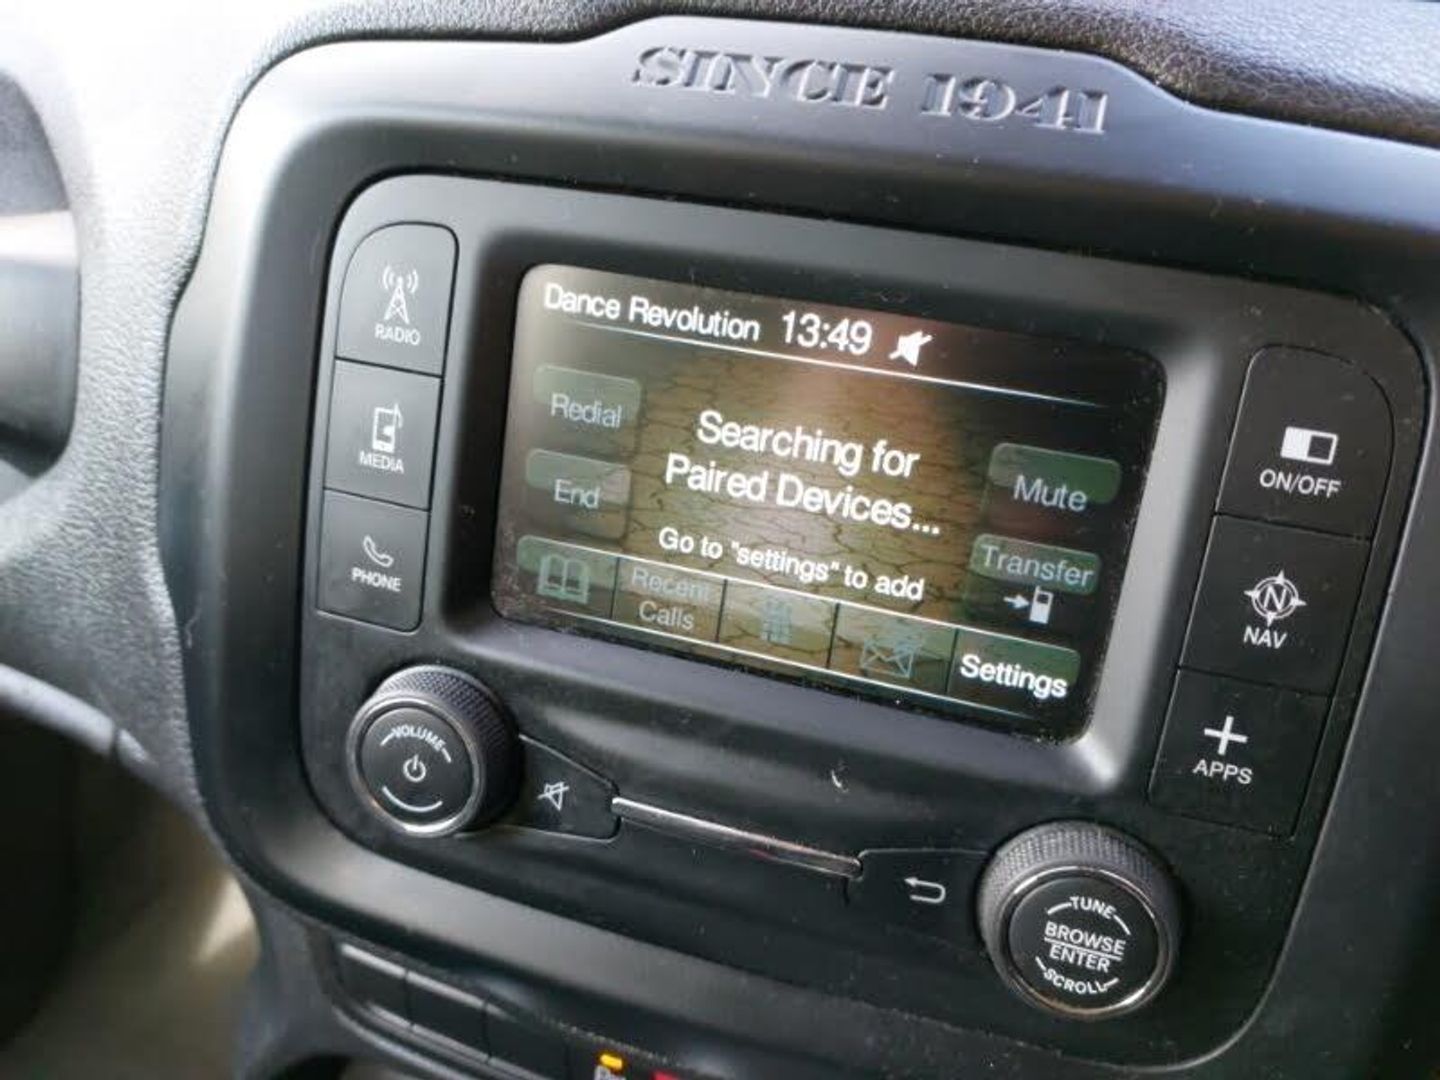 SINCE 1941
RADIO
MEDIA
PHONE
Dance Revolution 13:49
Redial
End
Searching for
Paired Devices...
Go to "settings" to add
Mute
Transfer
Recent
Calls
Settings
ON/OFF
N
NAV
APPS
VOLUME
TUNE
BROWSE
ENTER
SCROLL